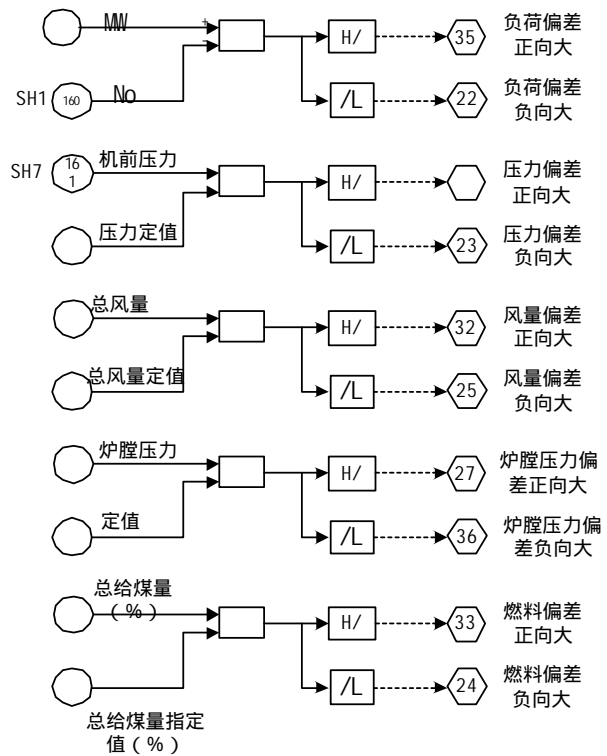 MW
+
-
H/
35
负荷偏差
正向大
SH1
160
No
/L
22
负荷偏差
负向大
SH7
16
1
机前压力
H/
压力偏差
正向大
压力定值
/L
23
压力偏差
负向大
总风量
H/
32
风量偏差
正向大
总风量定值
/L
25
风量偏差
负向大
炉膛压力
H/
27
炉膛压力偏
差正向大
定值
/L
36
炉膛压力偏
差负向大
总给煤量
(%)
H/
33
燃料偏差
正向大
/L
24
燃料偏差
负向大
总给煤量指定
值(%)